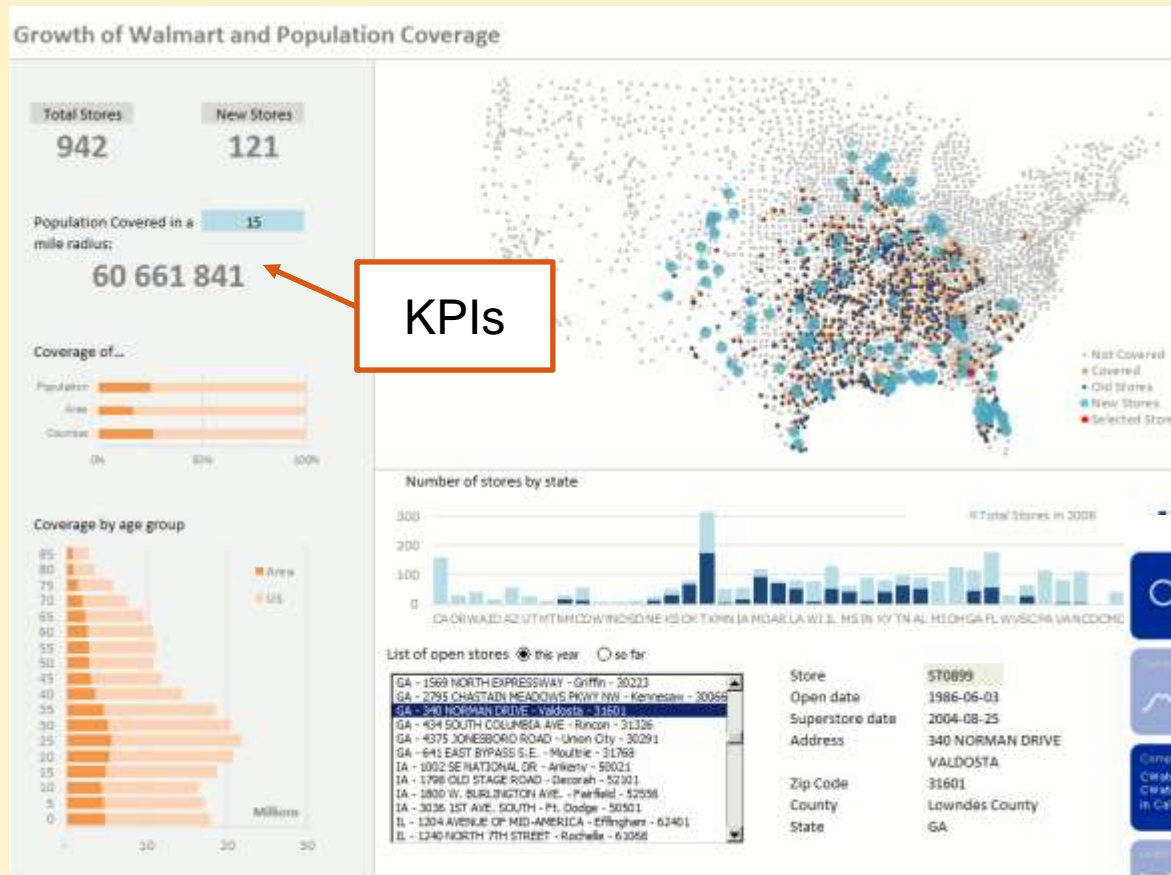 Growth of Walmart and Population Coverage
Total Stores
New Stores
942
121
Population Covered in a
15
mile radius:
60 661 841
KPIs
Coverage of...
Population
Area
Counties
0%
50%
100%
Not Covered
Covered
Old Stores
New Stores
Selected Store
Number of stores by state
300
200
100
0
Total Stores in 2006
Coverage by age group
85
80
75
70
65
60
55
50
45
40
35
30
25
20
15
10
5
0
Area
US
Millions
-
10
20
30
List of open stores
this year
so far
GA - 1569 NORTH EXPRESSWAY - Griffin - 30223
GA - 2795 CHASTAIN MEADOWS PKWY NW - Kennesaw - 30066
GA - 340 NORMAN DRIVE - Valdosta - 31601
GA - 434 SOUTH COLUMBIA AVE - Rincon - 31326
GA - 4375 JONESBORO ROAD - Union City - 30291
GA - 641 EAST BYPASS S.E. - Moultrie - 31768
IA - 1002 SE NATIONAL DR - Ankeny - 50021
IA - 1798 OLD STAGE ROAD - Decorah - 52101
IA - 1800 W. BURLINGTON AVE. - Fairfield - 52556
IA - 3036 1ST AVE. SOUTH - Ft. Dodge - 50501
IL - 1204 AVENUE OF MID-AMERICA - Effingham - 62401
IL - 1240 NORTH 7TH STREET - Rochelle - 61068
Store
ST0899
Open date
1986-06-03
Superstore date
2004-08-25
Address
340 NORMAN DRIVE
VALDOSTA
Zip Code
31601
County
Lowndes County
State
GA